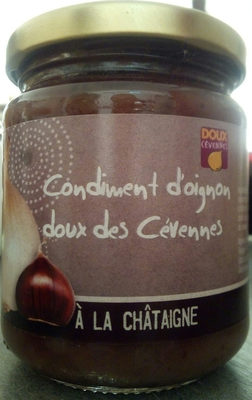 DOUX
CÉVENNES
Condiment d'oignon
doux des Cévennes
À LA CHÂTAIGNE